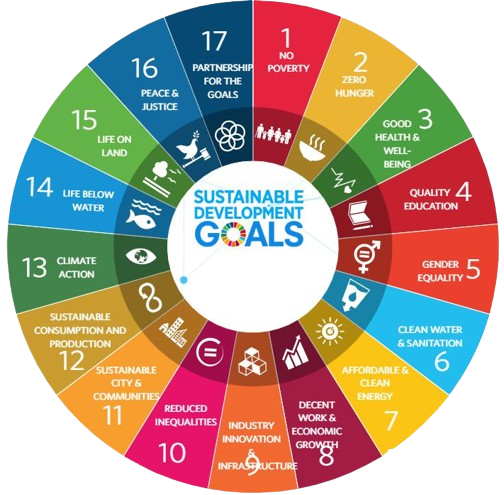 1
NO
POVERTY
2
ZERO
HUNGER
3
GOOD
HEALTH &
WELL-
BEING
QUALITY
EDUCATION
4
GENDER
EQUALITY
5
CLEAN WATER
& SANITATION
6
AFFORDABLE &
CLEAN
ENERGY
7
DECENT
WORK &
ECONOMIC
GROWTH
8
INDUSTRY
INNOVATION
&
INFRASTRUCTURE
9
REDUCED
INEQUALITIES
10
SUSTAINABLE
CITY &
COMMUNITIES
11
SUSTAINABLE
CONSUMPTION AND
PRODUCTION
12
13
CLIMATE
ACTION
14
LIFE BELOW
WATER
15
LIFE ON
LAND
16
PEACE &
JUSTICE
17
PARTNERSHIP
FOR THE
GOALS
SUSTAINABLE
DEVELOPMENT
GOALS